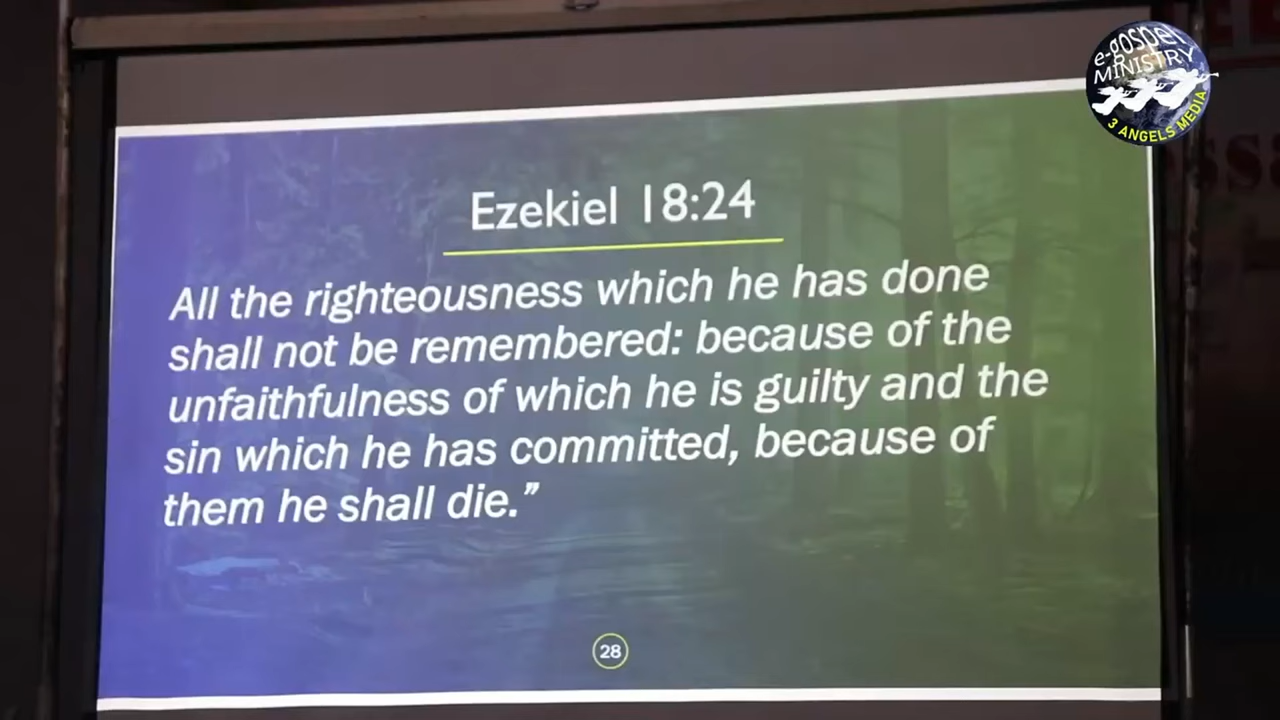 e-gospel
MINISTRY
3 ANGELS MEDIA
Ezekiel 18:24
All the righteousness which he has done
shall not be remembered: because of the
unfaithfulness of which he is guilty and the
sin which he has committed, because of
them he shall die.”
28